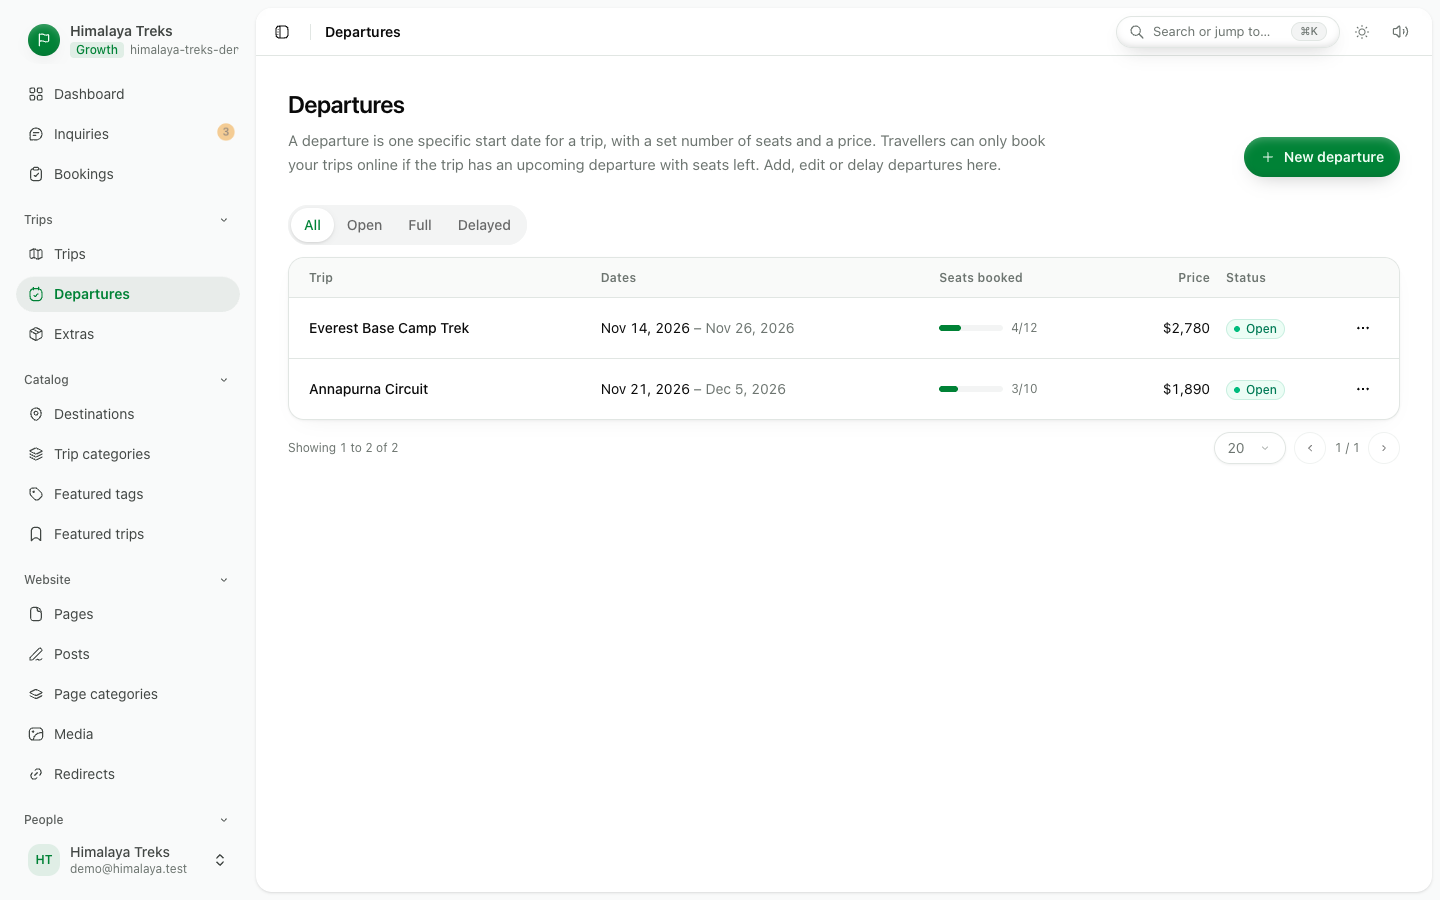 Himalaya Treks
Growth himalaya-treks-der
Dashboard
Inquiries 3
Bookings
Trips
Trips
Departures
Extras
Catalog
Destinations
Trip categories
Featured tags
Featured trips
Website
Pages
Posts
Page categories
Media
Redirects
People
HT Himalaya Treks
demo@himalaya.test
Departures
Search or jump to... ⌘K
Departures
A departure is one specific start date for a trip, with a set number of seats and a price. Travellers can only book
your trips online if the trip has an upcoming departure with seats left. Add, edit or delay departures here.
New departure
All Open Full Delayed
Trip Dates Seats booked Price Status
Everest Base Camp Trek Nov 14, 2026 – Nov 26, 2026 4/12 $2,780 Open
Annapurna Circuit Nov 21, 2026 – Dec 5, 2026 3/10 $1,890 Open
Showing 1 to 2 of 2
20 1 / 1